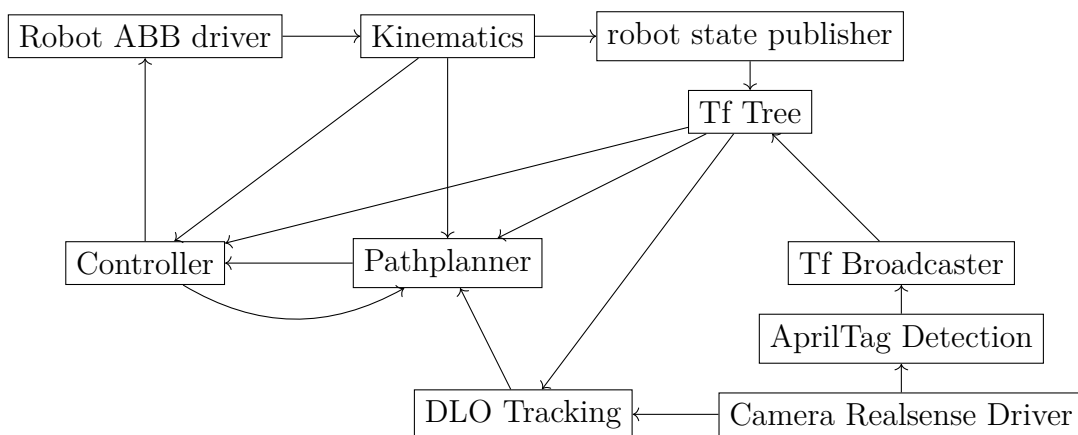 Robot ABB driver
Kinematics
robot state publisher
Tf Tree
Controller
Pathplanner
Tf Broadcaster
AprilTag Detection
DLO Tracking
Camera Realsense Driver